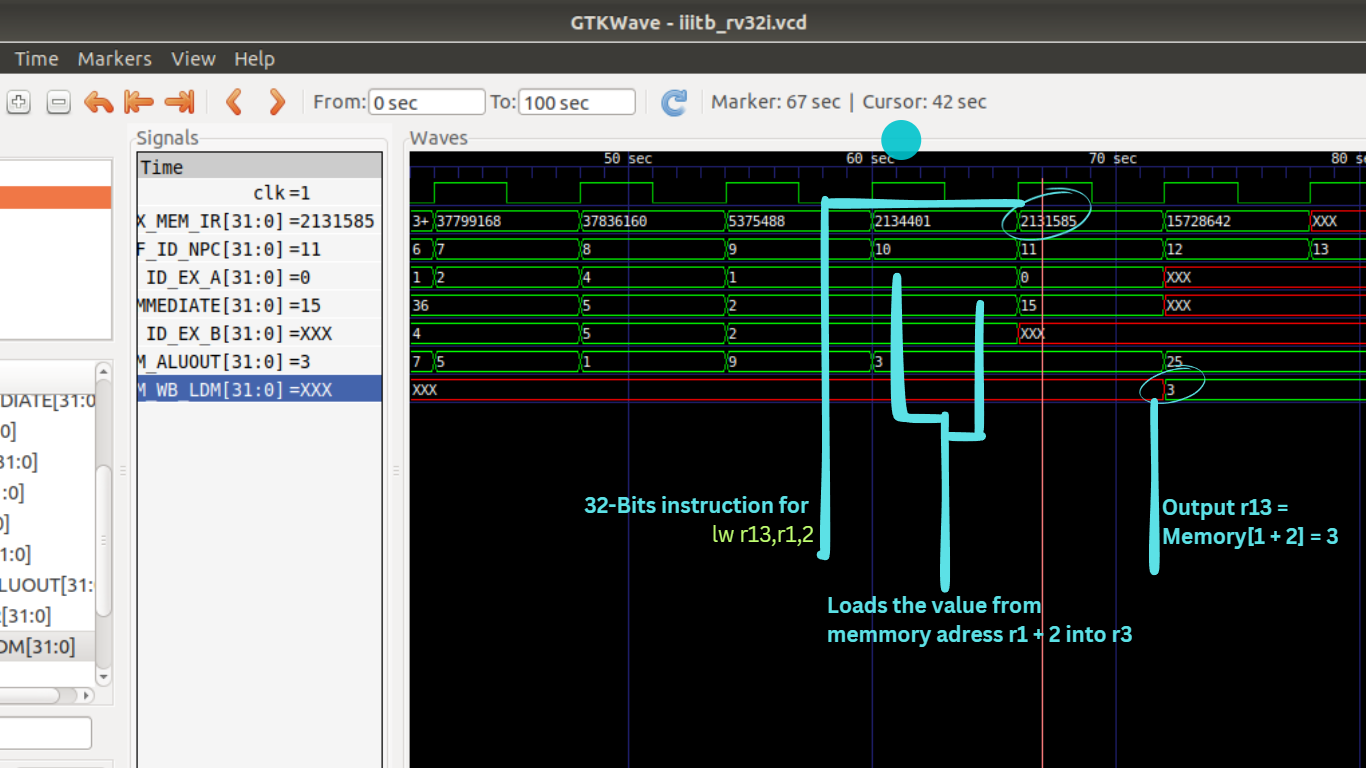 GTKWave - iiitb_rv32i.vcd
Time Markers View Help
From: 0 sec To: 100 sec Marker: 67 sec | Cursor: 42 sec
Signals
Waves
Time
clk =1
X_MEM_IR[31:0] =2131585
F_ID_NPC[31:0] =11
ID_EX_A[31:0] =0
MMEDIATE[31:0] =15
ID_EX_B[31:0] =XXX
M_ALUOUT[31:0] =3
M_WB_LDM[31:0] =XXX
50 sec 60 sec 70 sec 80 s
3+ 37799168 37836160 5375488 2134401 2131585 15728642 XXX
6 7 8 9 10 11 12 13
1 2 4 1 0 XXX
36 5 2 15 XXX
4 5 2 XXX
7 5 1 9 3 25
XXX 3
DIATE[31:0
0]
31:0]
:0]
0]
1:0]
LUOUT[31:
R[31:0]
DM[31:0]
32-Bits instruction for
lw r13,r1,2
Loads the value from
memmory adress r1 + 2 into r3
Output r13 =
Memory[1 + 2] = 3